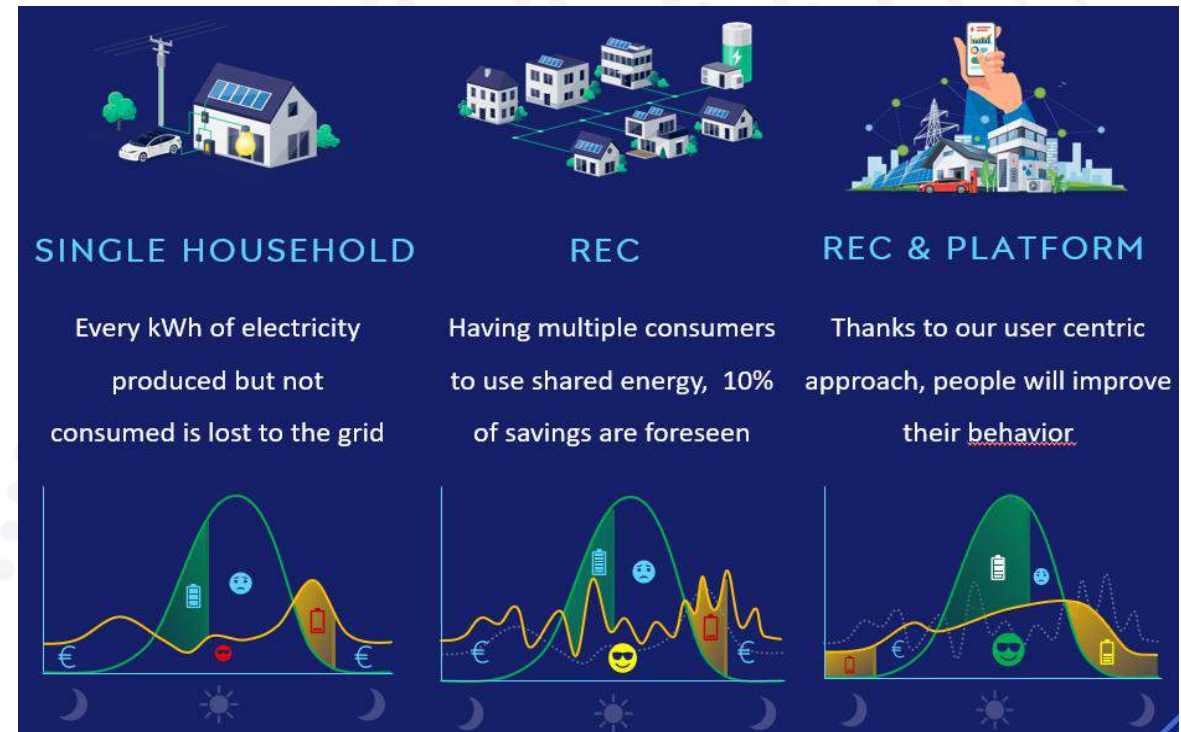 SINGLE HOUSEHOLD
Every kWh of electricity
produced but not
consumed is lost to the grid
€
€
REC
Having multiple consumers
to use shared energy, 10%
of savings are foreseen
€
€
REC & PLATFORM
Thanks to our user centric
approach, people will improve
their behavior
€